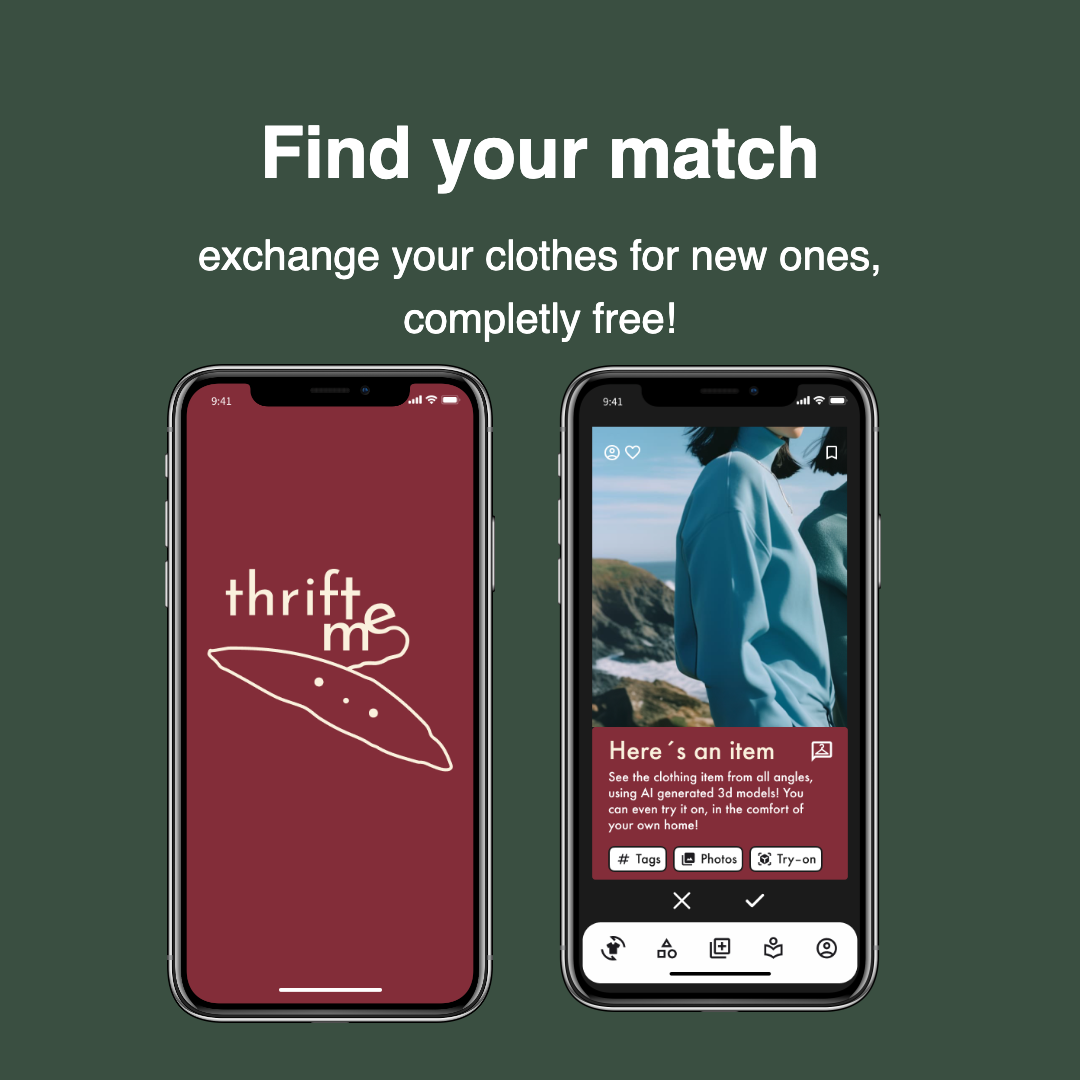 Find your match
exchange your clothes for new ones,
completly free!
9:41
thrift
me
9:41
Here´s an item
See the clothing item from all angles,
using AI generated 3d models! You
can even try it on, in the comfort of
your own home!
# Tags
Photos
Try-on